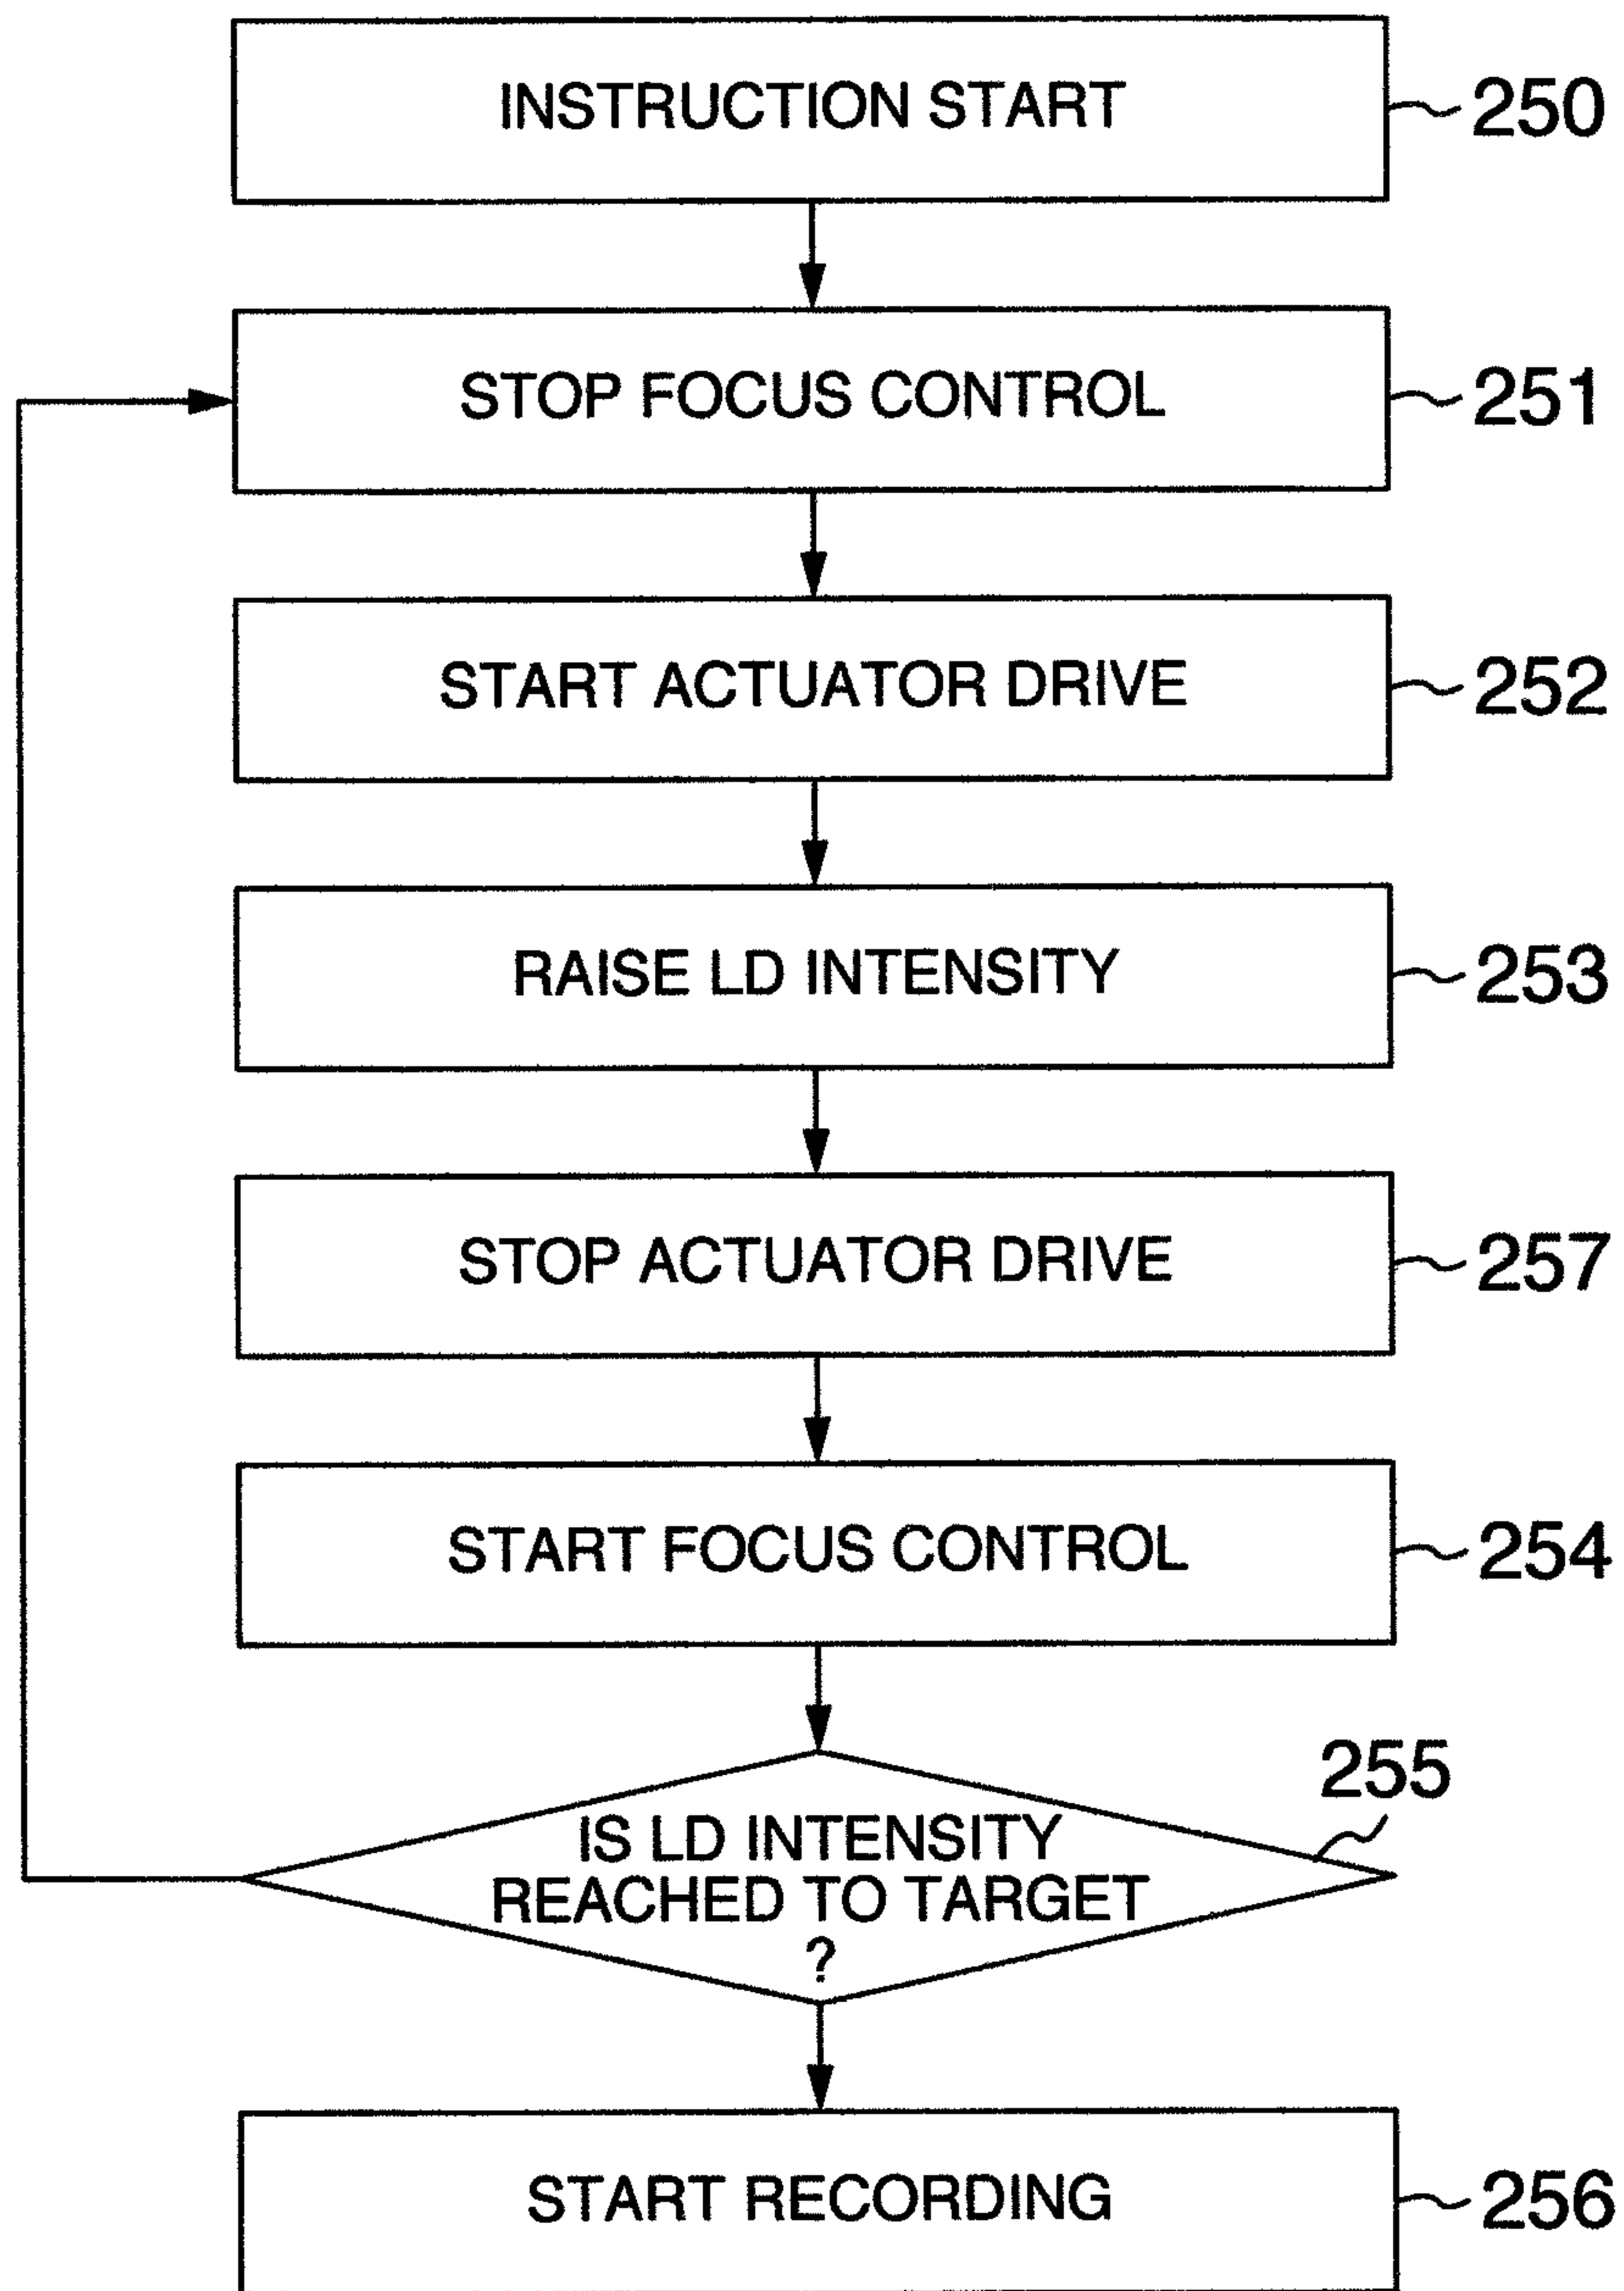 INSTRUCTION START
250
STOP FOCUS CONTROL
251
START ACTUATOR DRIVE
252
RAISE LD INTENSITY
253
STOP ACTUATOR DRIVE
257
START FOCUS CONTROL
254
255
IS LD INTENSITY
REACHED TO TARGET
?
START RECORDING
256